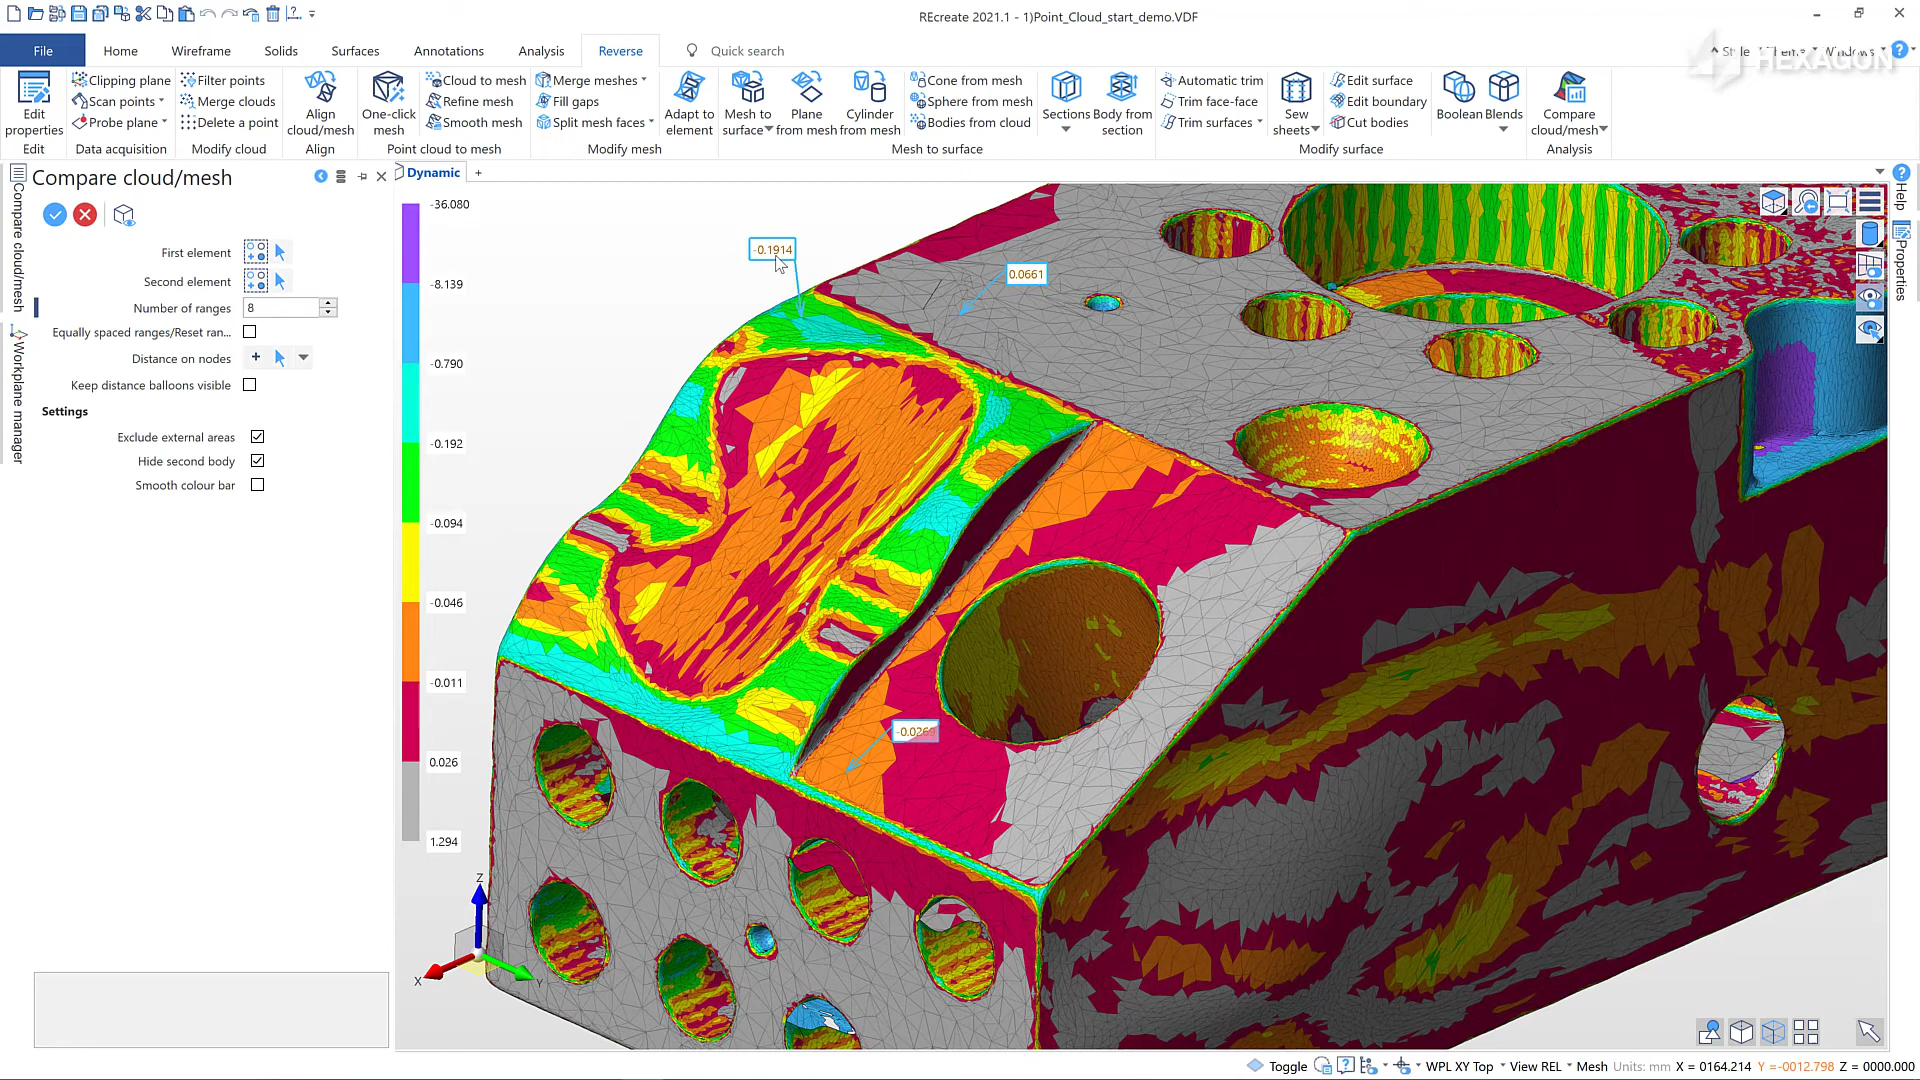 REcreate 2021.1 - 1)Point_Cloud_start_demo.VDF
File Home Wireframe Solids Surfaces Annotations Analysis Reverse Quick search Style Theme Windows
HEXAGON
Edit properties
Edit
Clipping plane
Scan points
Probe plane
Data acquisition
Filter points
Merge clouds
Delete a point
Modify cloud
Align cloud/mesh
Align
One-click mesh
Cloud to mesh
Refine mesh
Smooth mesh
Point cloud to mesh
Merge meshes
Fill gaps
Split mesh faces
Adapt to element
Modify mesh
Mesh to surface
Plane from mesh
Cylinder from mesh
Cone from mesh
Sphere from mesh
Bodies from cloud
Mesh to surface
Sections
Body from section
Automatic trim
Trim face-face
Trim surfaces
Sew sheets
Edit surface
Edit boundary
Cut bodies
Modify surface
Boolean
Blends
Compare cloud/mesh
Analysis
Compare cloud/mesh
Workplane manager
Compare cloud/mesh
First element
Second element
Number of ranges 8
Equally spaced ranges/Reset ran...
Distance on nodes
Keep distance balloons visible
Settings
Exclude external areas
Hide second body
Smooth colour bar
Dynamic +
-36.080
-8.139
-0.790
-0.192
-0.094
-0.046
-0.011
0.026
1.294
-0.1914
0.0661
-0.0269
Z
X
Y
Help
Properties
Toggle WPL XY Top View REL Mesh Units: mm X = 0164.214 Y =-0012.798 Z = 0000.000